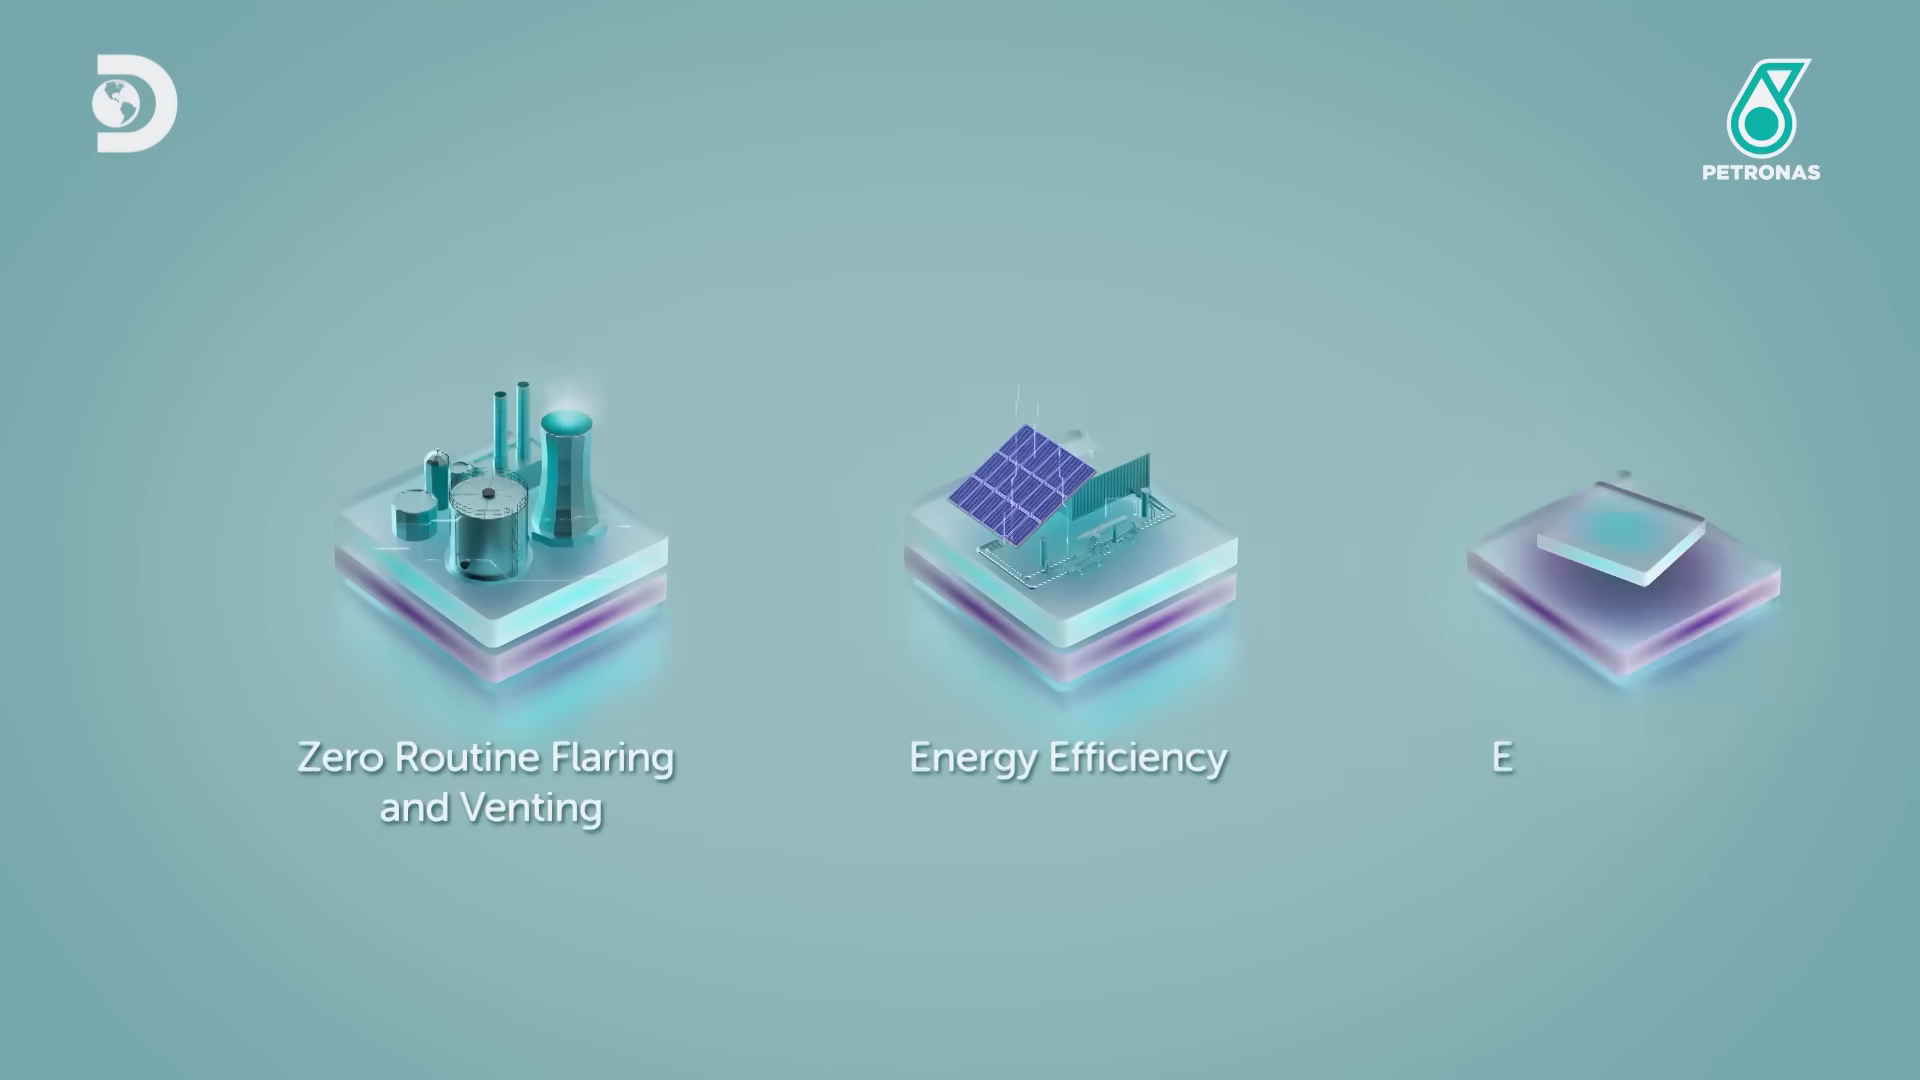 PETRONAS
Zero Routine Flaring
and Venting
Energy Efficiency
E